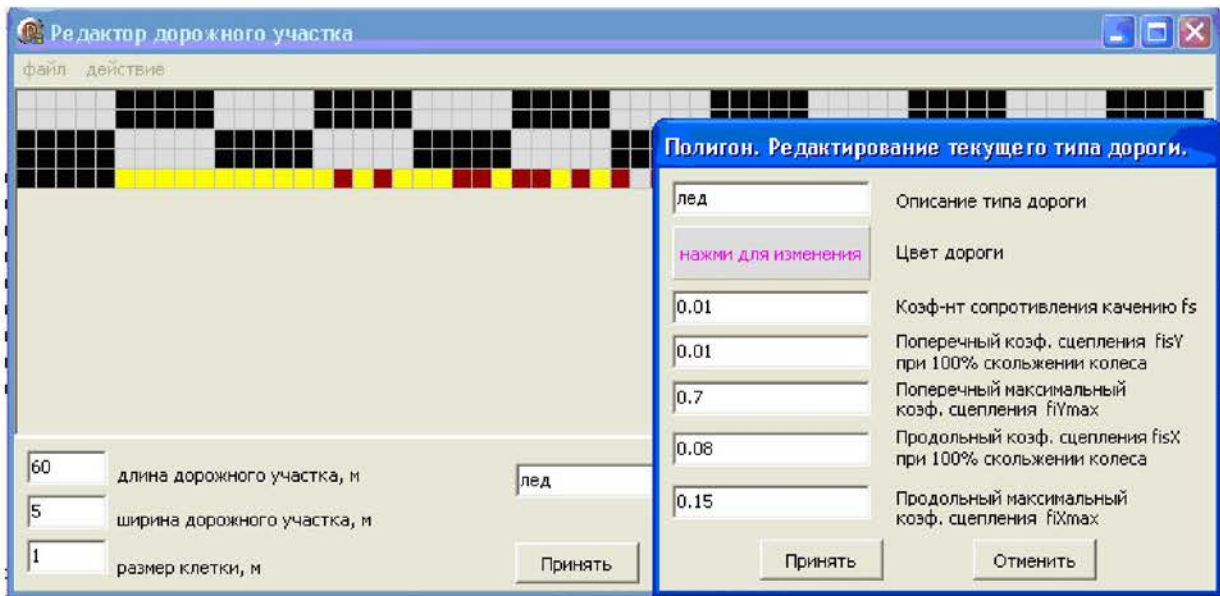 Редактор дорожного участка
файл действие
60
длина дорожного участка, м
5
ширина дорожного участка, м
1
размер клетки, м
лед
Принять
Полигон. Редактирование текущего типа дороги.
лед
Описание типа дороги
нажми для изменения
Цвет дороги
0.01
Коэф-нт сопротивления качению fs
0.01
Поперечный коэф. сцепления fisY
при 100% скольжении колеса
0.7
Поперечный максимальный
коэф. сцепления fiYmax
0.08
Продольный коэф. сцепления fisX
при 100% скольжении колеса
0.15
Продольный максимальный
коэф. сцепления fiXmax
Принять
Отменить